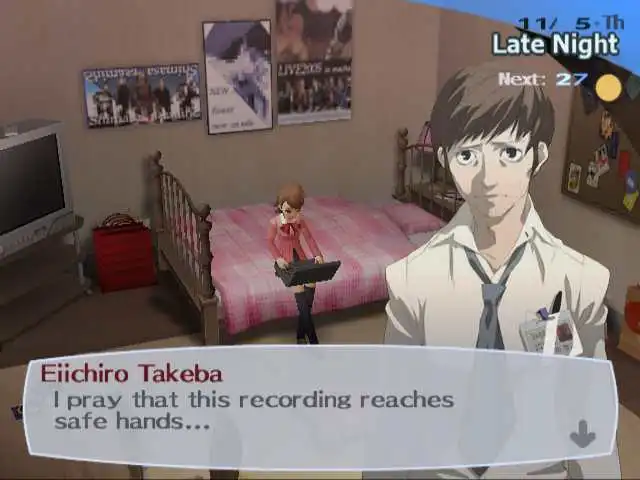 11/ 5·Th
Late Night
Next: 27
LIVE2005
NEW
Eiichiro Takeba
I pray that this recording reaches
safe hands...